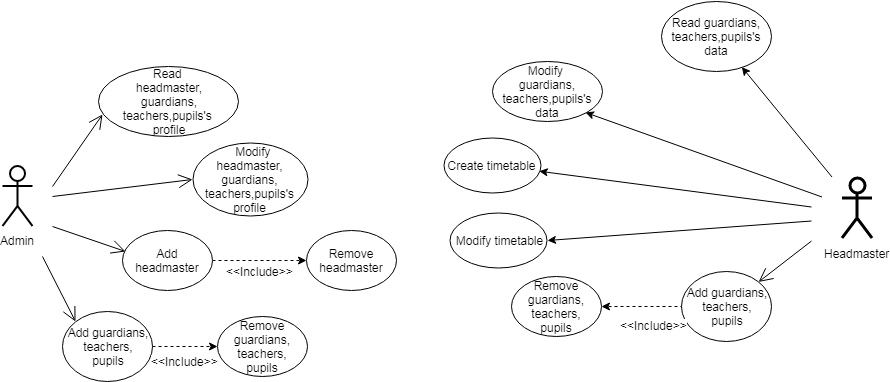 Read
headmaster,
guardians,
teachers,pupils's
profile
Modify
headmaster,
guardians,
teachers,pupils's
profile
Admin
Add
headmaster
<<Include>>
Remove
headmaster
Add guardians,
teachers,
pupils
<<Include>>
Remove
guardians,
teachers,
pupils
Read guardians,
teachers,pupils's
data
Modify
guardians,
teachers,pupils's
data
Create timetable
Modify timetable
Headmaster
Remove
guardians,
teachers,
pupils
<<Include>>
Add guardians,
teachers,
pupils